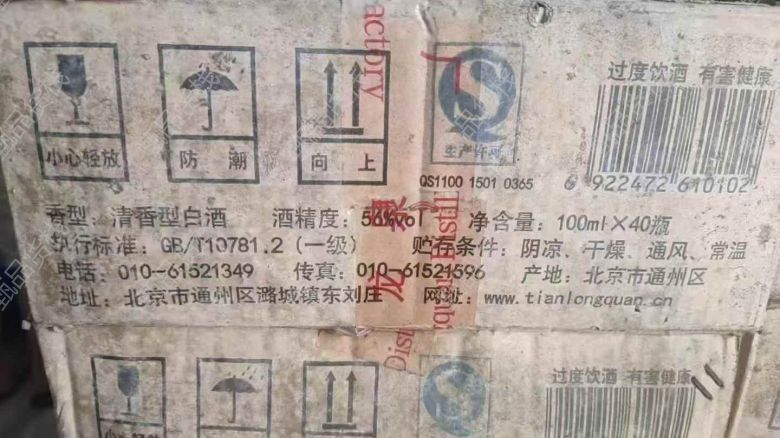 过度饮酒 有害健康
小心轻放
防潮
向上
生产许可
QS1100 1501 0365
6 922472 610102
香型：清香型白酒 酒精度：56%vol 净含量：100ml×40瓶
执行标准：GB/T10781.2（一级） 贮存条件：阴凉、干燥、通风、常温
电话：010-61521349 传真：010-61521596 产地：北京市通州区
地址：北京市通州区潞城镇东刘庄 网址：www.tianlongquan.cn
actory
Distill
龙
过度饮酒 有害健康